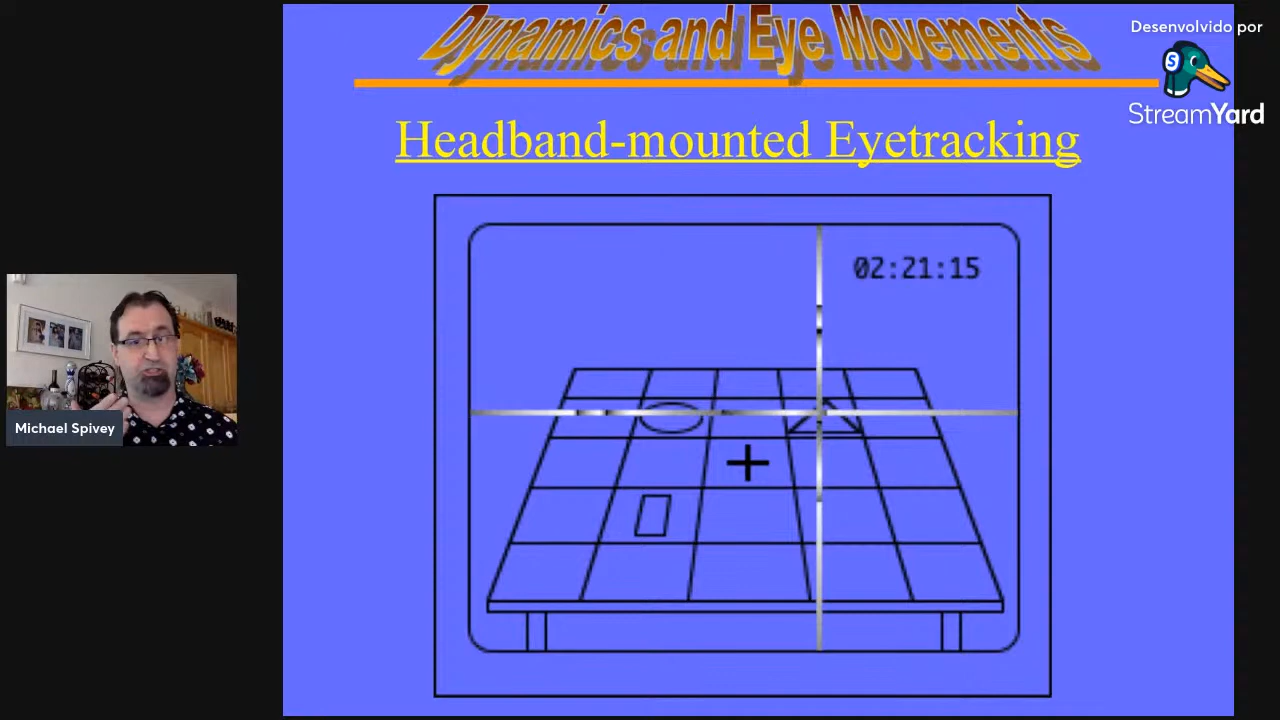 Dynamics and Eye Movements
Desenvolvido por
StreamYard
Headband-mounted Eyetracking
02:21:15
Michael Spivey